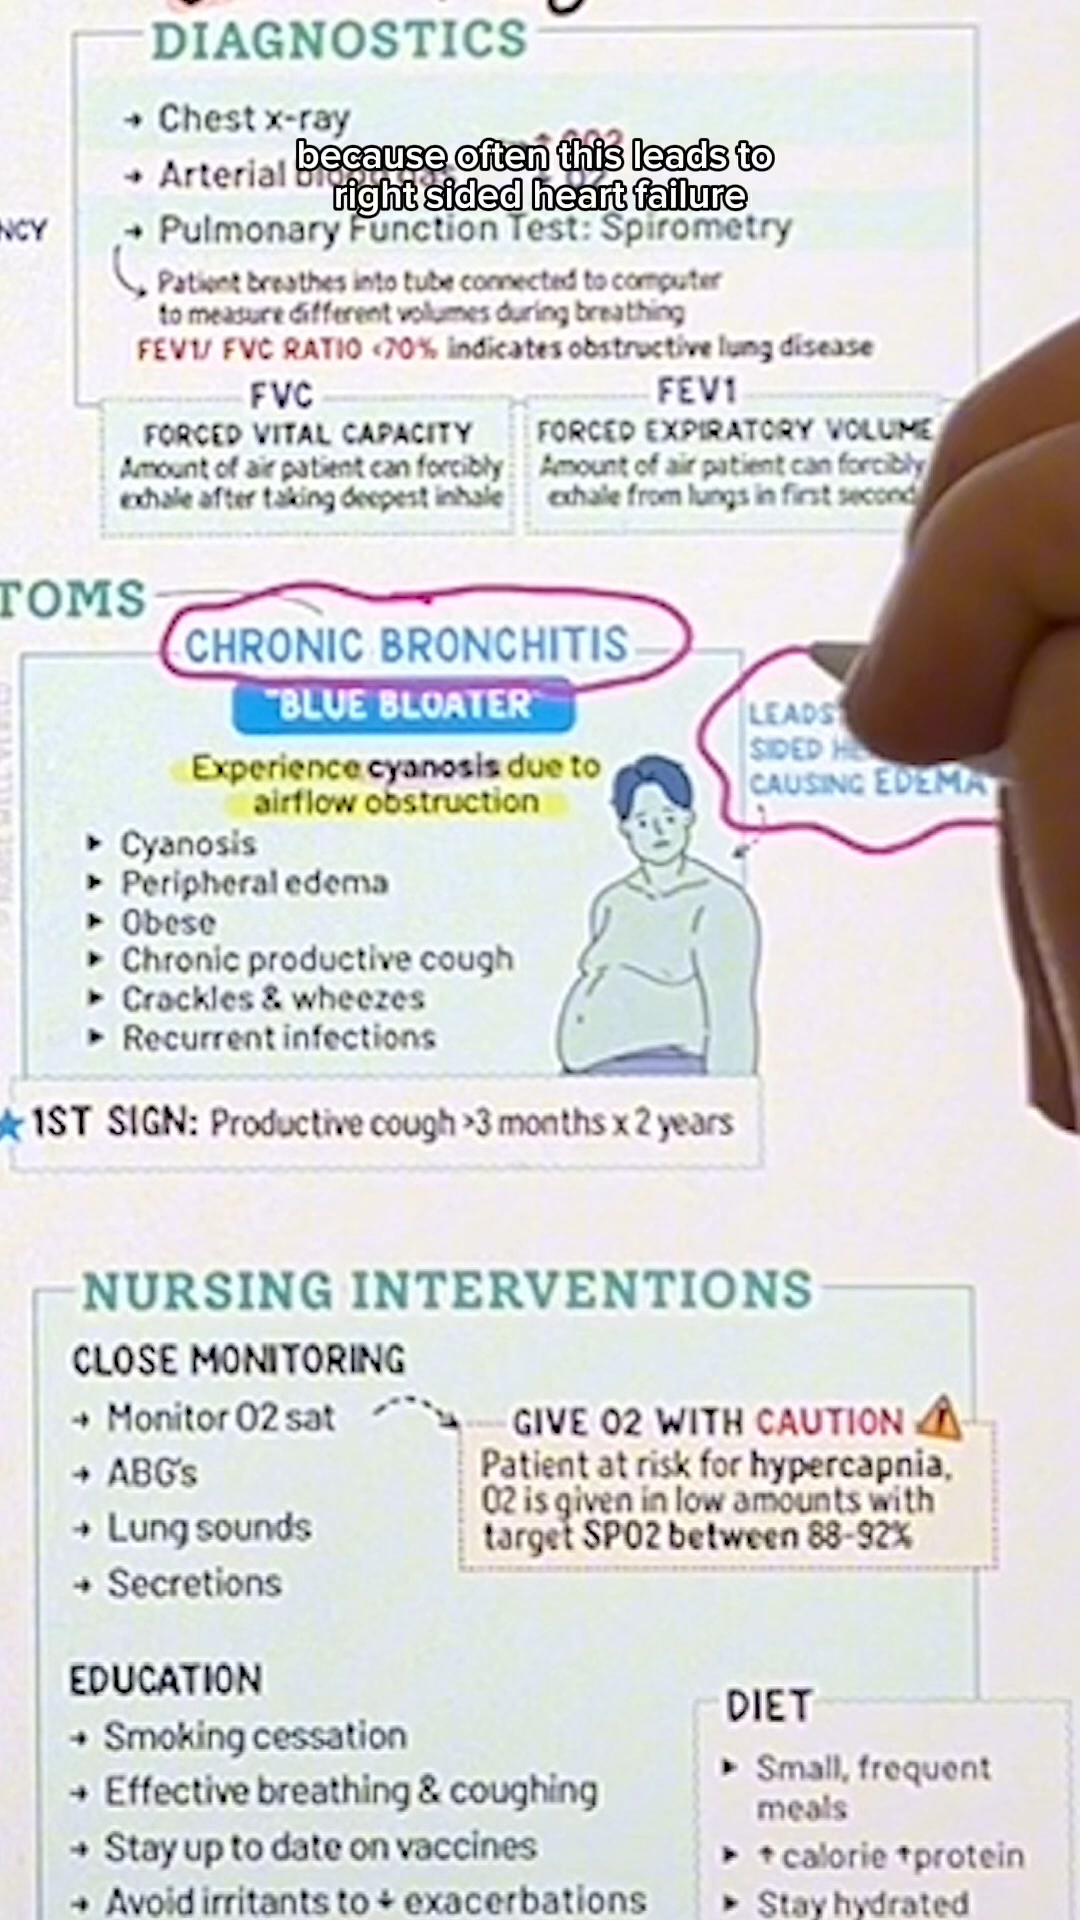 DIAGNOSTICS
→ Chest x-ray
because often this leads to
→ Arterial blood gas
right sided heart failure
NCY
→ Pulmonary Function Test: Spirometry
Patient breathes into tube connected to computer
to measure different volumes during breathing
FEV1/ FVC RATIO <70% indicates obstructive lung disease
FVC
FORCED VITAL CAPACITY
Amount of air patient can forcibly
exhale after taking deepest inhale
FEV1
FORCED EXPIRATORY VOLUME
Amount of air patient can forcibly
exhale from lungs in first second
TOMS
CHRONIC BRONCHITIS
"BLUE BLOATER"
Experience cyanosis due to
airflow obstruction
▸ Cyanosis
▸ Peripheral edema
▸ Obese
▸ Chronic productive cough
▸ Crackles & wheezes
▸ Recurrent infections
LEADS
SIDED
CAUSING EDEMA
★ 1ST SIGN: Productive cough >3 months x 2 years
NURSING INTERVENTIONS
CLOSE MONITORING
→ Monitor O2 sat
→ ABG's
→ Lung sounds
→ Secretions
GIVE O2 WITH CAUTION
Patient at risk for hypercapnia,
O2 is given in low amounts with
target SPO2 between 88-92%
EDUCATION
→ Smoking cessation
→ Effective breathing & coughing
→ Stay up to date on vaccines
→ Avoid irritants to ↓ exacerbations
DIET
▸ Small, frequent
meals
▸ ↑ calorie ↑ protein
▸ Stay hydrated